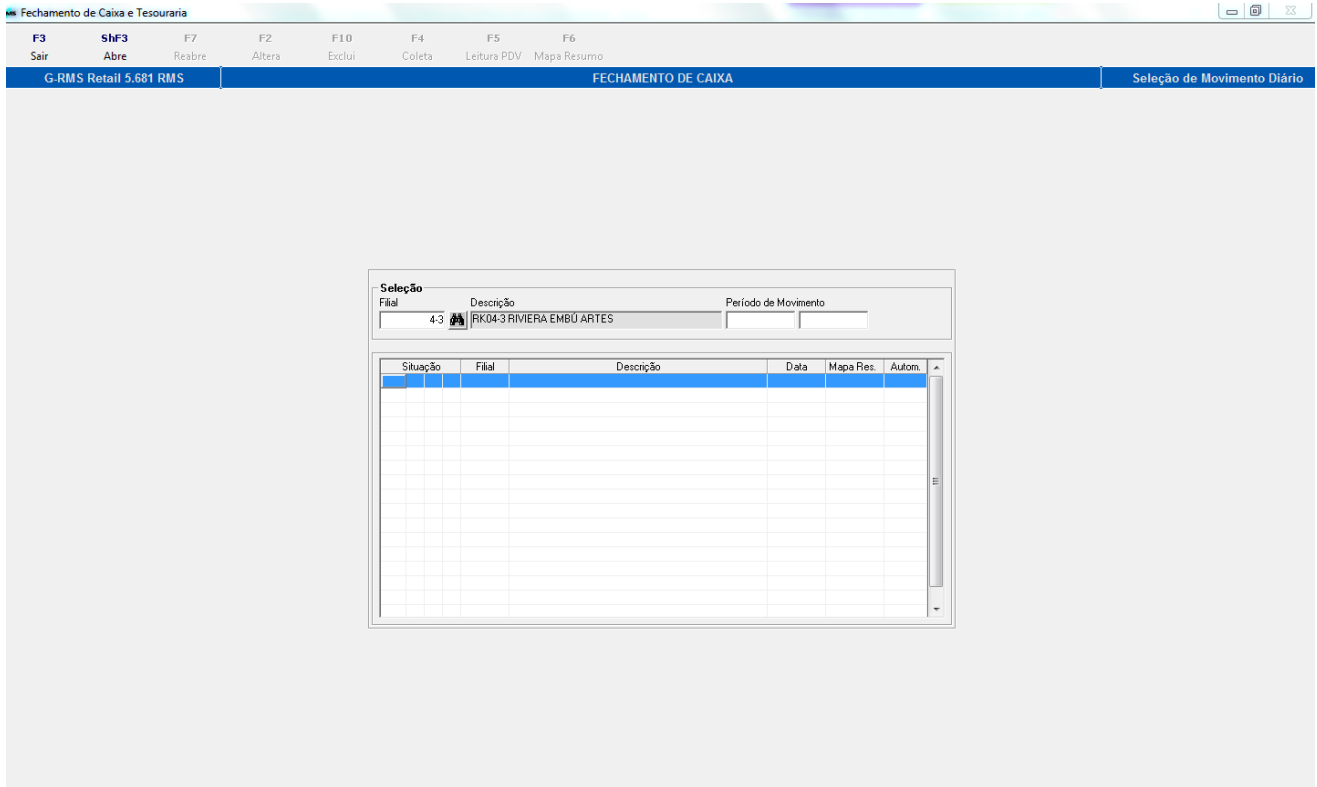 Fechamento de Caixa e Tesouraria
F3 ShF3 F7 F2 F10 F4 F5 F6
Sair Abre Reabre Altera Exclui Coleta Leitura PDV Mapa Resumo
G-RMS Retail 5.681 RMS FECHAMENTO DE CAIXA Seleção de Movimento Diário
Seleção
Filial Descrição Período de Movimento
4-3 RK04-3 RIVIERA EMBÚ ARTES
Situação Filial Descrição Data Mapa Res. Autom.